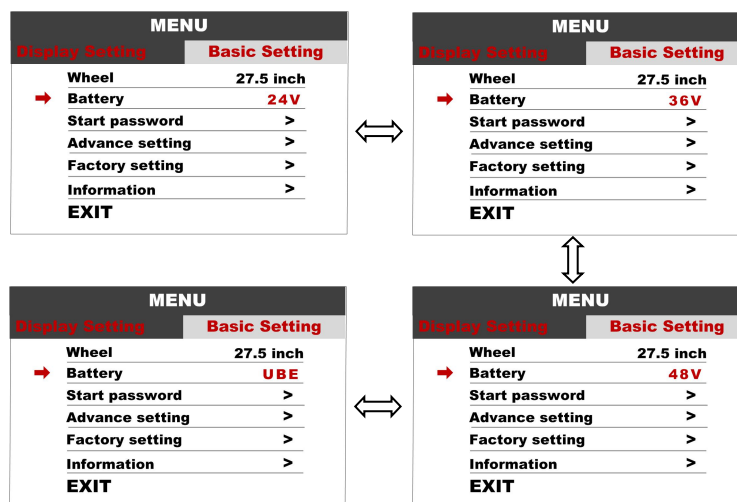 MENU
Display Setting Basic Setting
Wheel 27.5 inch
Battery 24V
Start password >
Advance setting >
Factory setting >
Information >
EXIT
MENU
Display Setting Basic Setting
Wheel 27.5 inch
Battery 36V
Start password >
Advance setting >
Factory setting >
Information >
EXIT
MENU
Display Setting Basic Setting
Wheel 27.5 inch
Battery UBE
Start password >
Advance setting >
Factory setting >
Information >
EXIT
MENU
Display Setting Basic Setting
Wheel 27.5 inch
Battery 48V
Start password >
Advance setting >
Factory setting >
Information >
EXIT